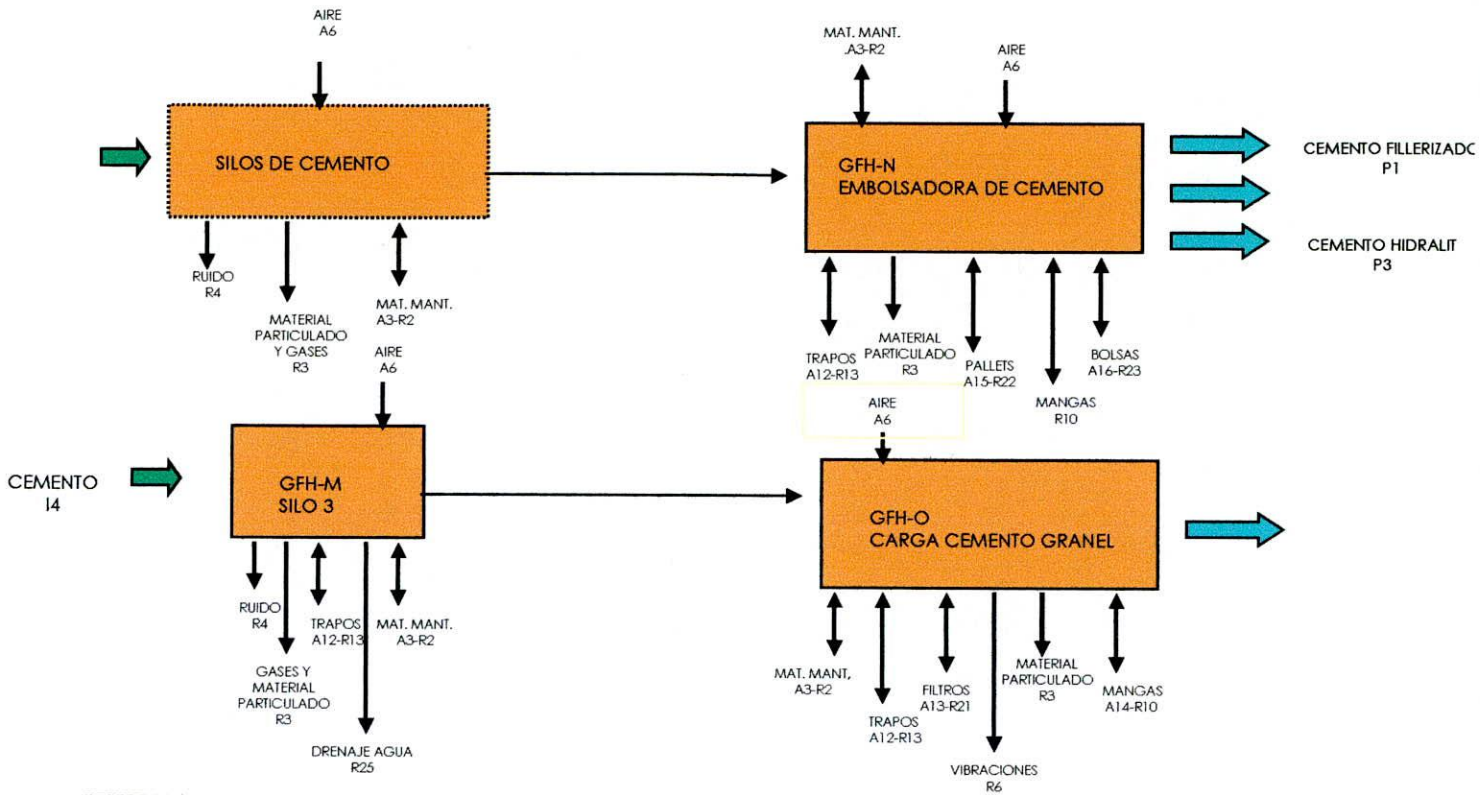 AIRE
A6
SILOS DE CEMENTO
RUIDO
R4
MATERIAL
PARTICULADO
Y GASES
R3
MAT. MANT.
A3-R2
MAT. MANT.
.A3-R2
AIRE
A6
GFH-N
EMBOLSADORA DE CEMENTO
CEMENTO FILLERIZADO
P1
CEMENTO HIDRALIT
P3
TRAPOS
A12-R13
MATERIAL
PARTICULADO
R3
PALLETS
A15-R22
MANGAS
R10
BOLSAS
A16-R23
AIRE
A6
CEMENTO
I4
GFH-M
SILO 3
RUIDO
R4
GASES Y
MATERIAL
PARTICULADO
R3
TRAPOS
A12-R13
DRENAJE AGUA
R25
MAT. MANT.
A3-R2
AIRE
A6
GFH-O
CARGA CEMENTO GRANEL
MAT. MANT,
A3-R2
TRAPOS
A12-R13
FILTROS
A13-R21
VIBRACIONES
R6
MATERIAL
PARTICULADO
R3
MANGAS
A14-R10